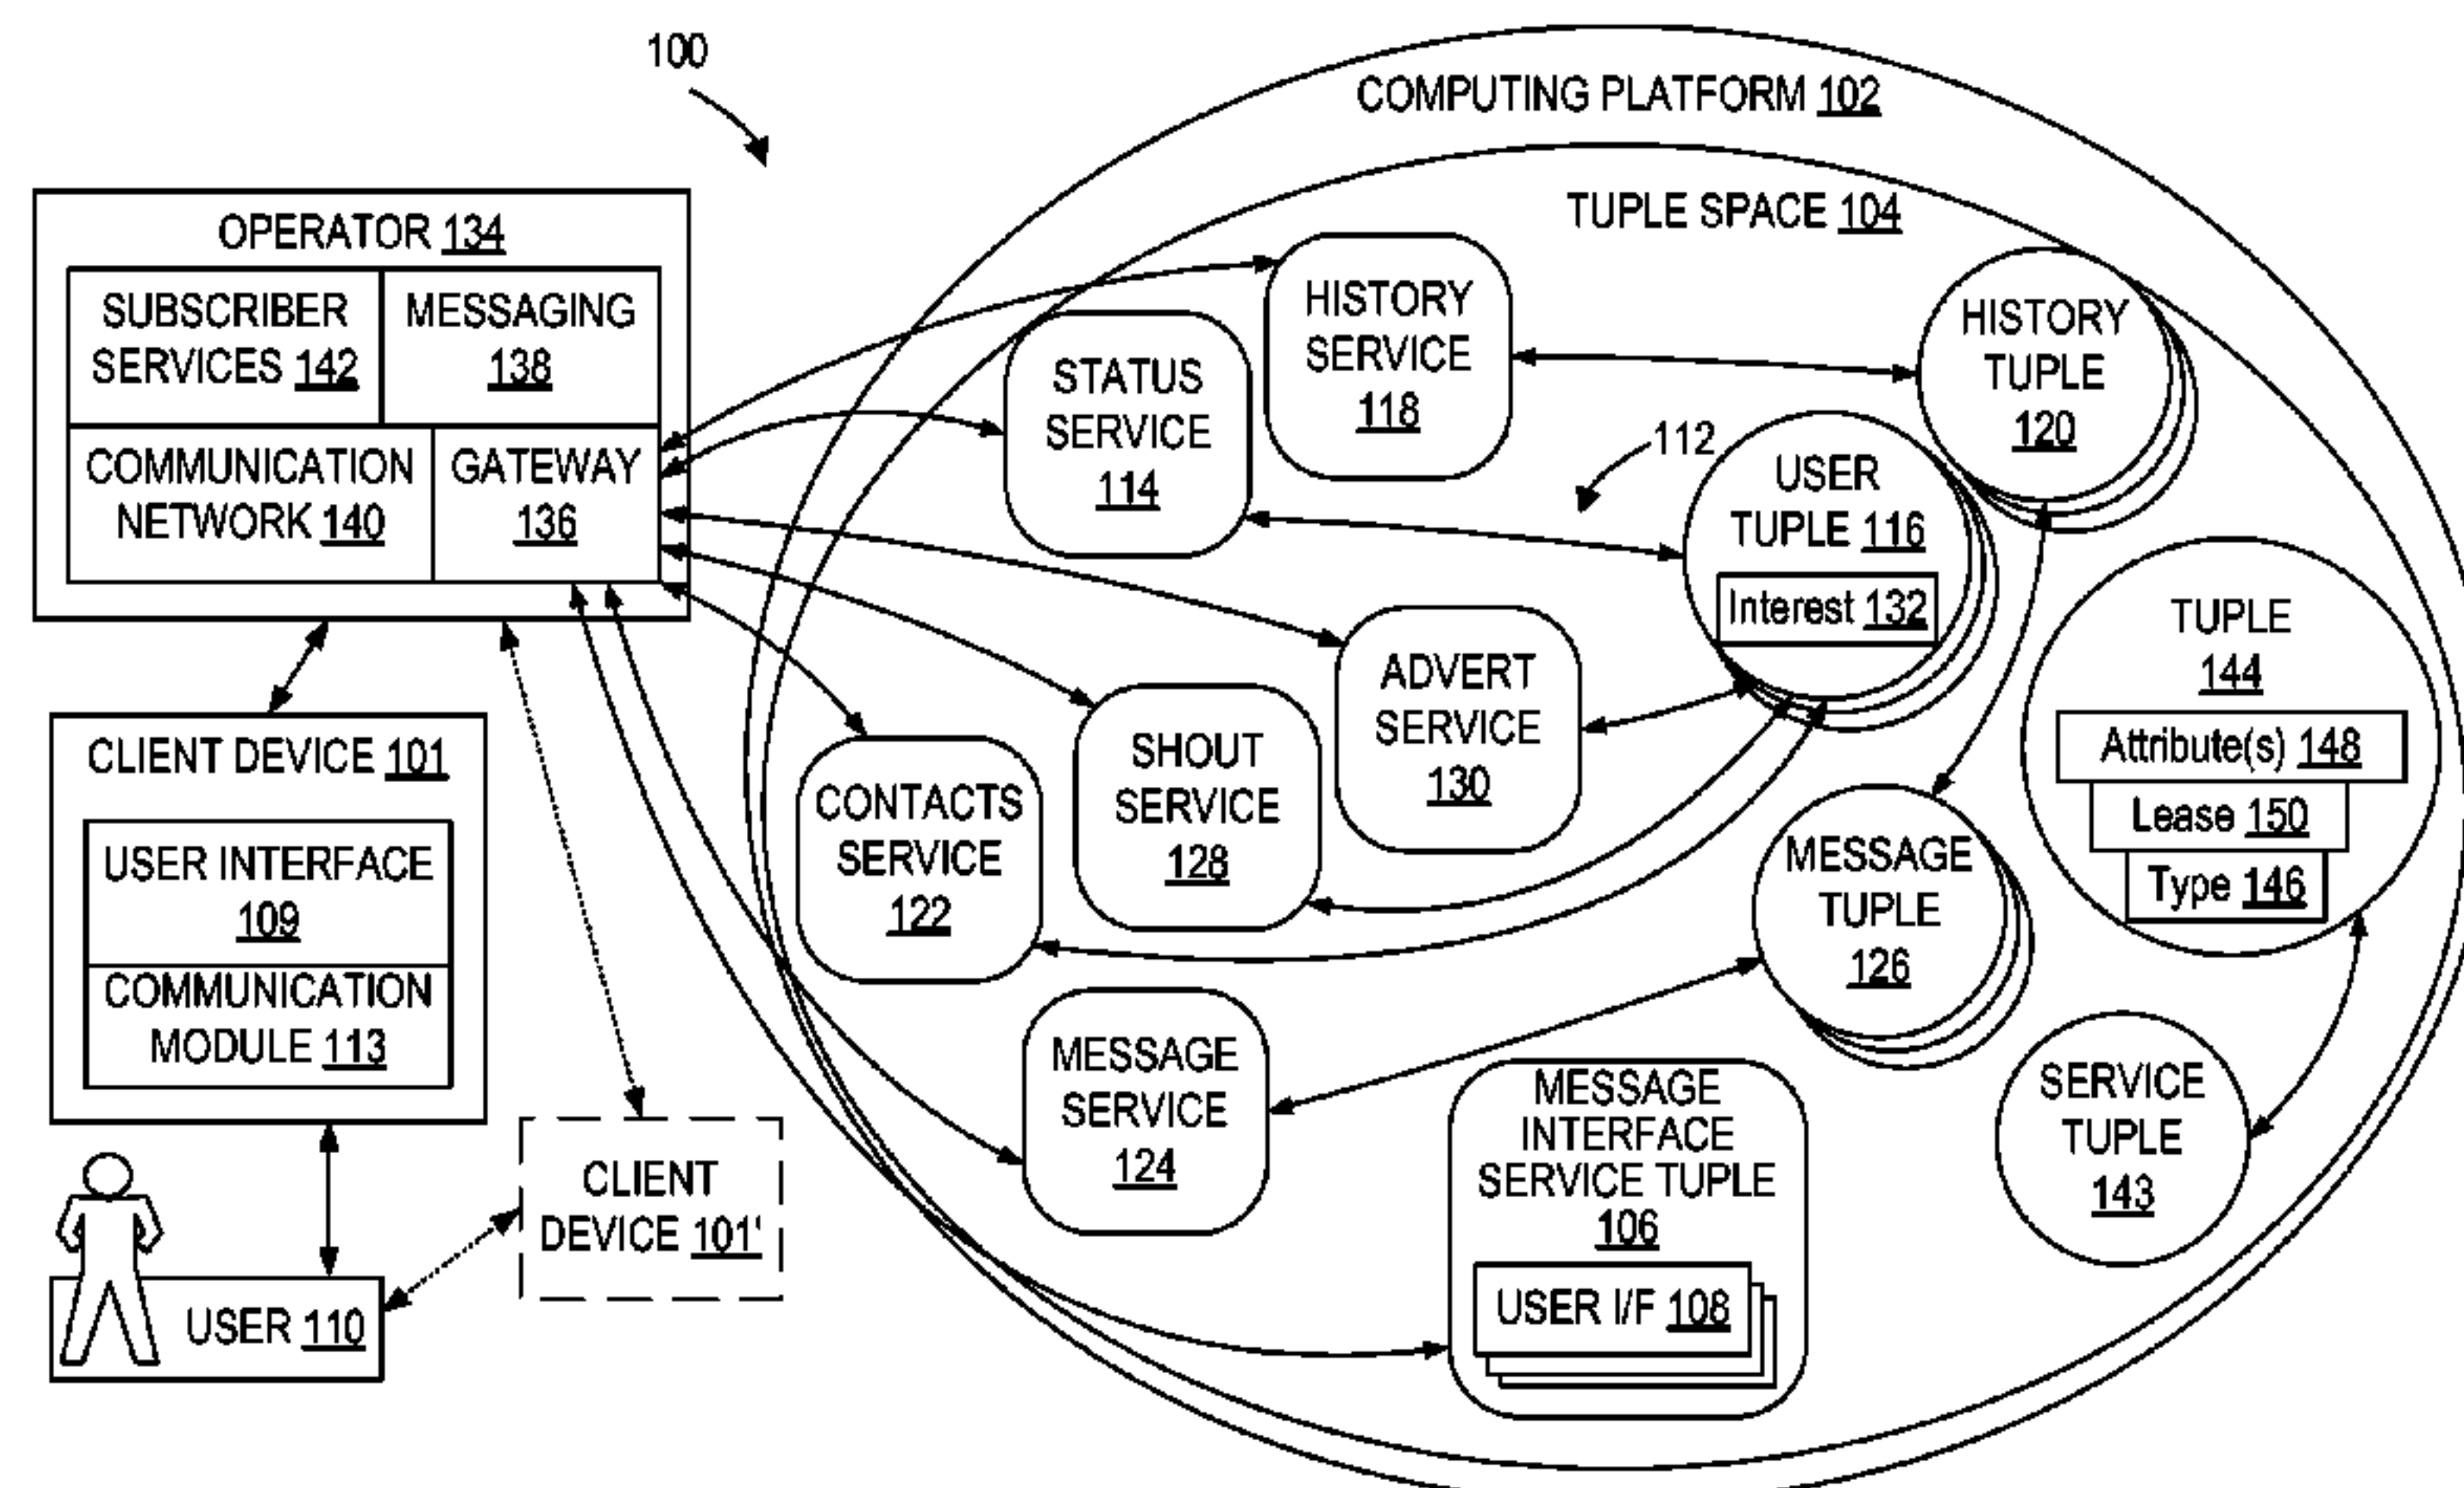 100
COMPUTING PLATFORM 102
TUPLE SPACE 104
OPERATOR 134
SUBSCRIBER
SERVICES 142
MESSAGING
138
COMMUNICATION
NETWORK 140
GATEWAY
136
HISTORY
SERVICE
118
STATUS
SERVICE
114
HISTORY
TUPLE
120
112
USER
TUPLE 116
Interest 132
TUPLE
144
Attribute(s) 148
Lease 150
Type 146
ADVERT
SERVICE
130
SHOUT
SERVICE
128
CONTACTS
SERVICE
122
MESSAGE
TUPLE
126
CLIENT DEVICE 101
USER INTERFACE
109
COMMUNICATION
MODULE 113
MESSAGE
SERVICE
124
MESSAGE
INTERFACE
SERVICE TUPLE
106
USER I/F 108
SERVICE
TUPLE
143
CLIENT
DEVICE 101'
USER 110